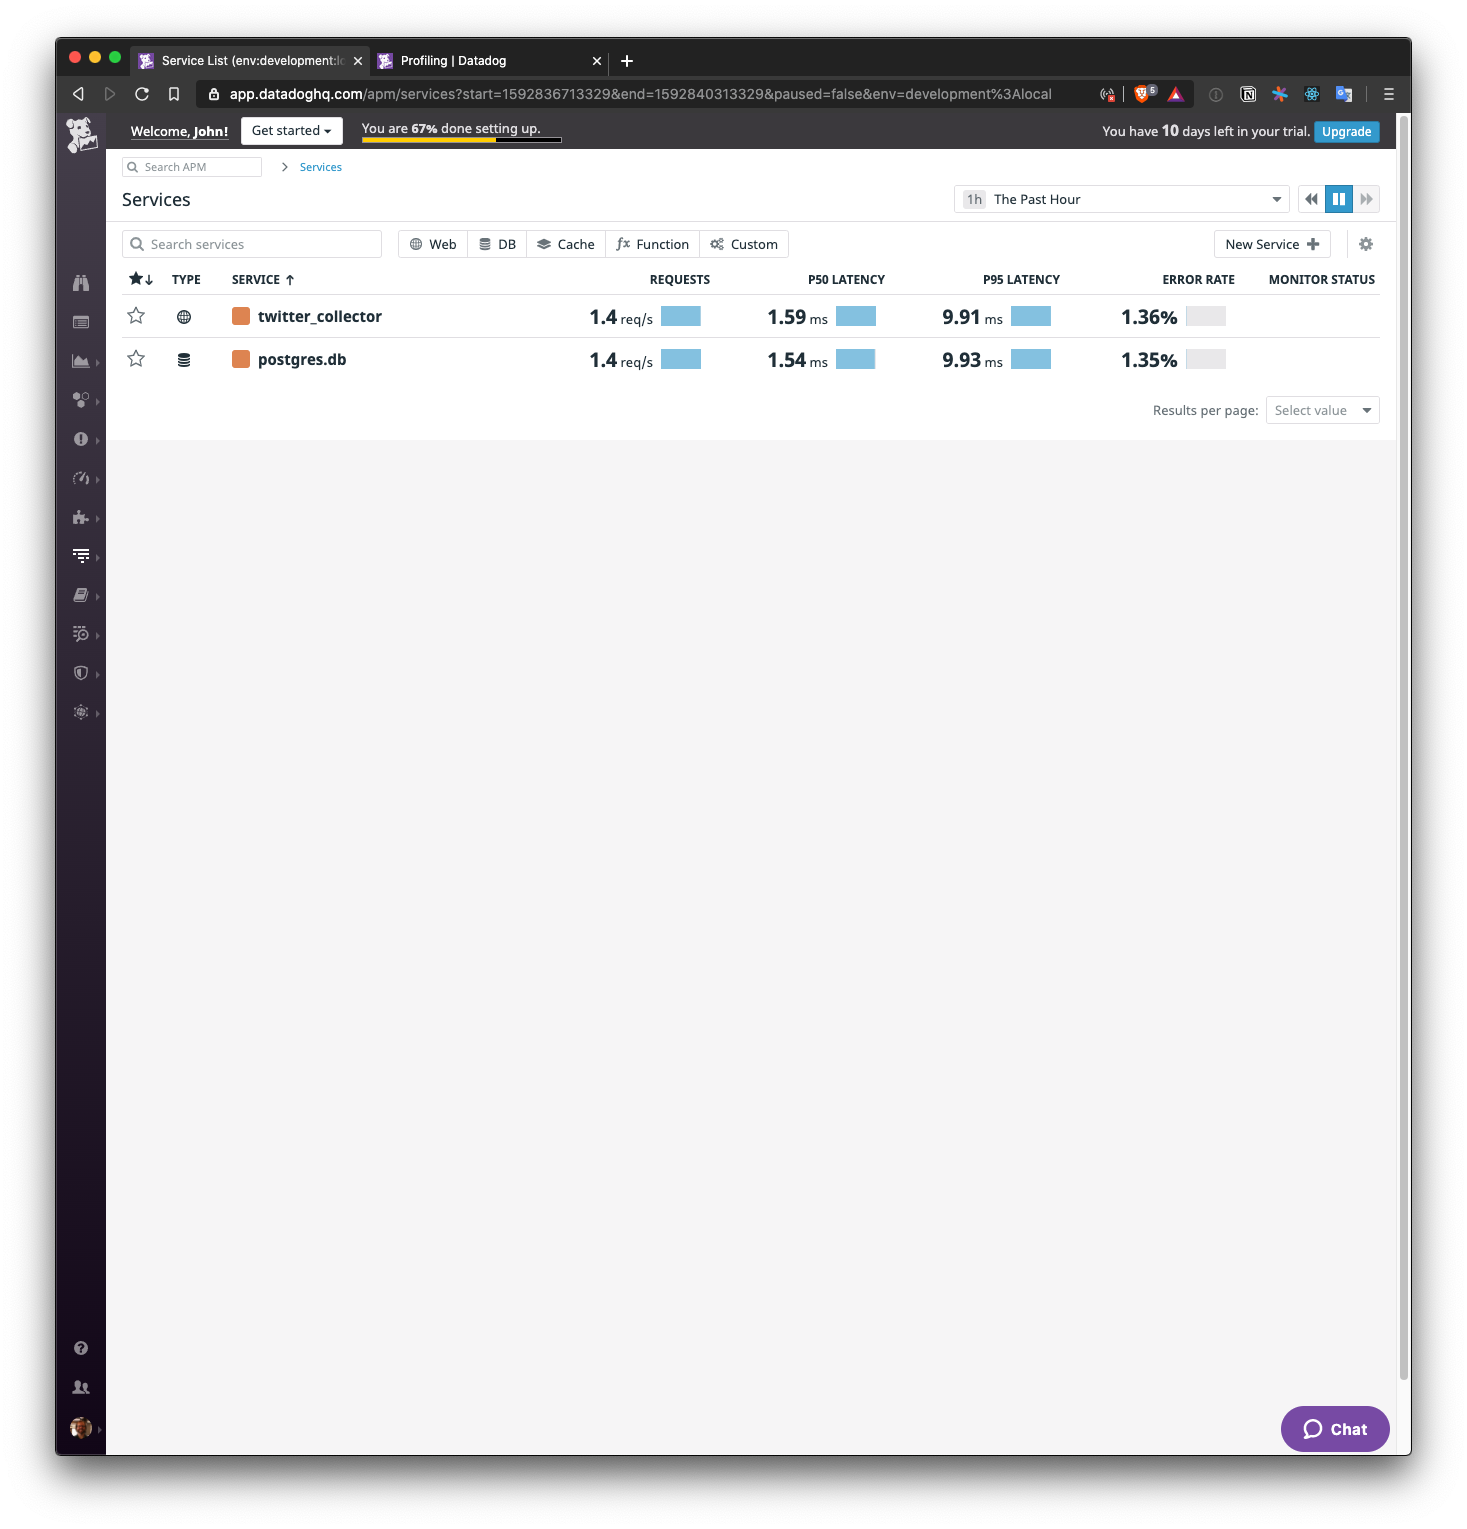 Service List (env:development:lo
Profiling | Datadog
app.datadoghq.com/apm/services?start=1592836713329&end=1592840313329&paused=false&env=development%3Alocal
5
Welcome, John!
Get started
You are 67% done setting up.
You have 10 days left in your trial.
Upgrade
Search APM
Services
Services
1h The Past Hour
Search services
Web
DB
Cache
Function
Custom
New Service
TYPE SERVICE REQUESTS P50 LATENCY P95 LATENCY ERROR RATE MONITOR STATUS
twitter_collector 1.4 req/s 1.59 ms 9.91 ms 1.36%
postgres.db 1.4 req/s 1.54 ms 9.93 ms 1.35%
Results per page: Select value
Chat